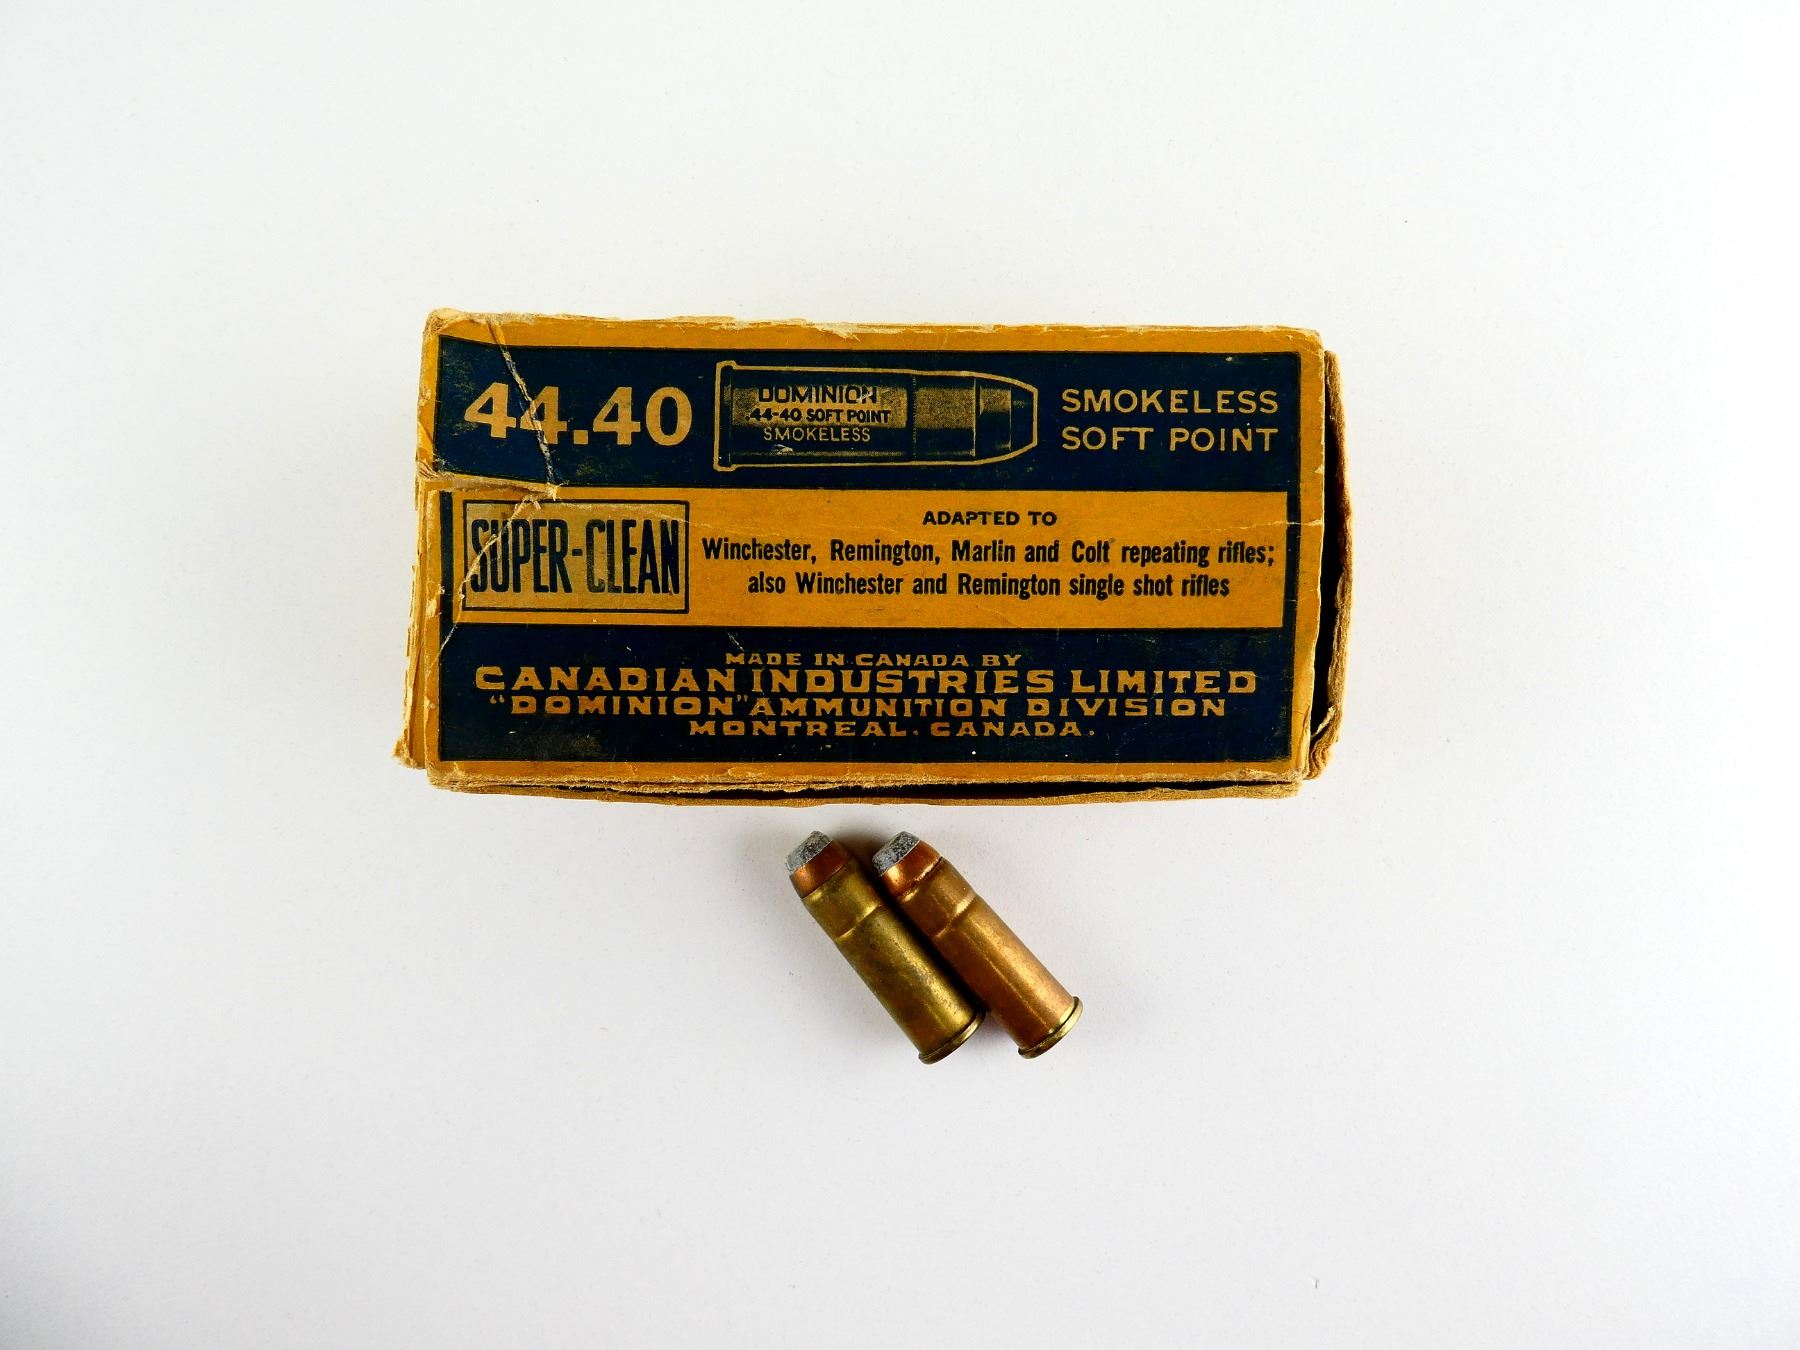 44.40
DOMINION
.44-40 SOFT POINT
SMOKELESS
SMOKELESS
SOFT POINT
SUPER-CLEAN
ADAPTED TO
Winchester, Remington, Marlin and Colt repeating rifles;
also Winchester and Remington single shot rifles
MADE IN CANADA BY
CANADIAN INDUSTRIES LIMITED
"DOMINION" AMMUNITION DIVISION
MONTREAL. CANADA.